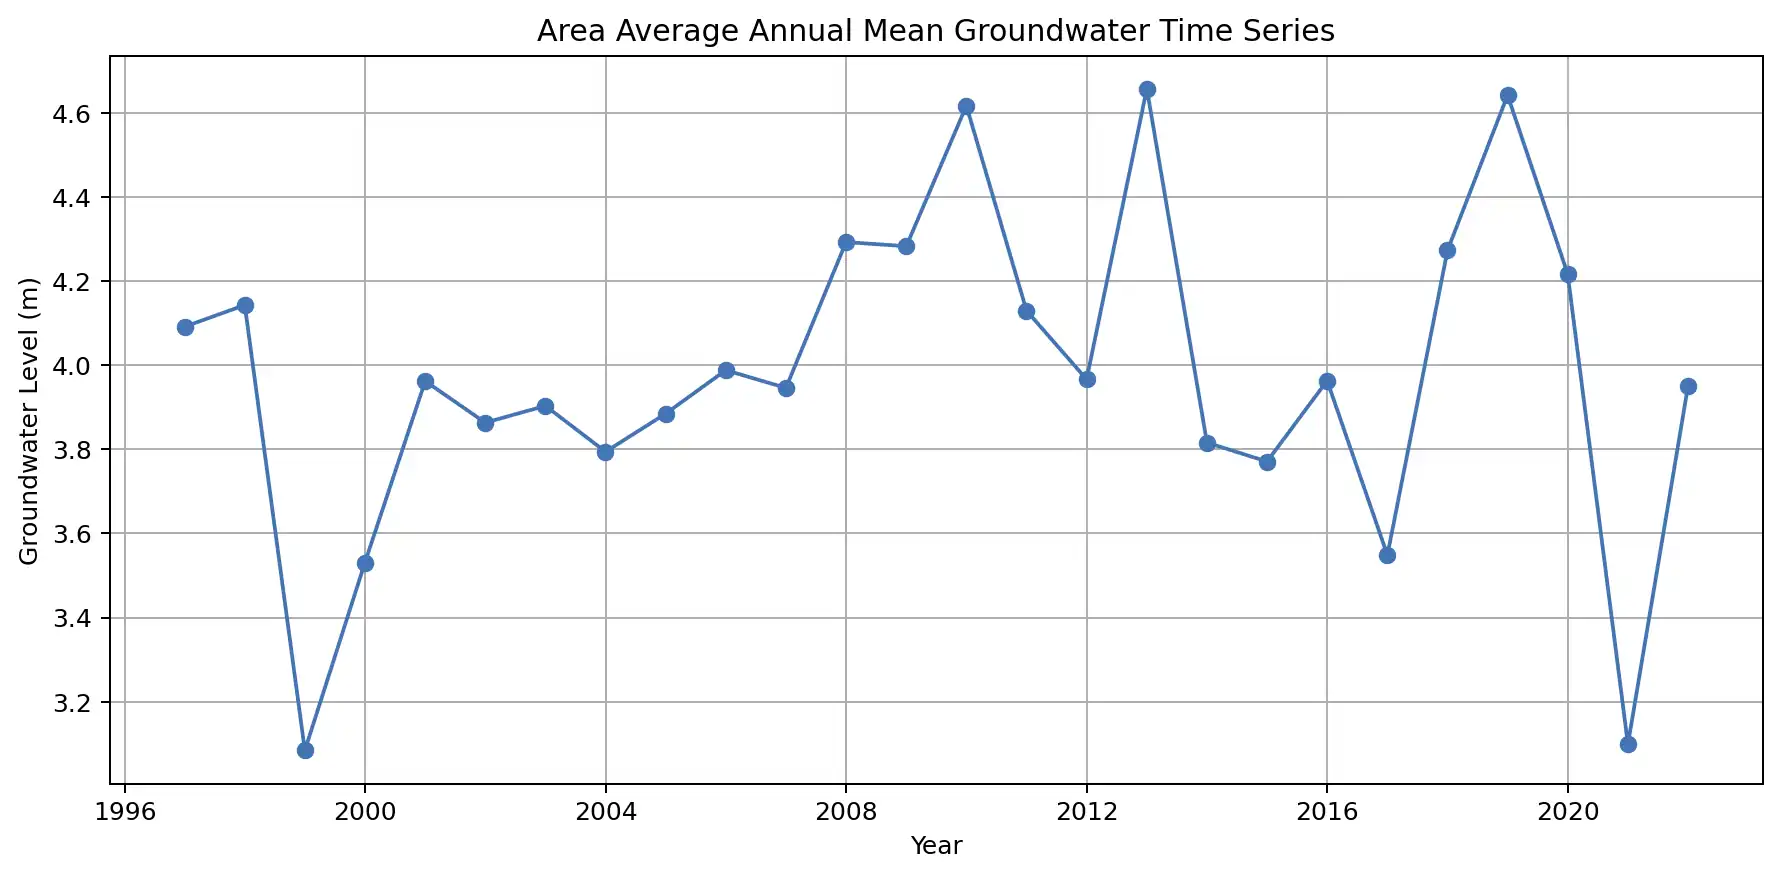 Area Average Annual Mean Groundwater Time Series
Groundwater Level (m)
4.6
4.4
4.2
4.0
3.8
3.6
3.4
3.2
1996 2000 2004 2008 2012 2016 2020
Year